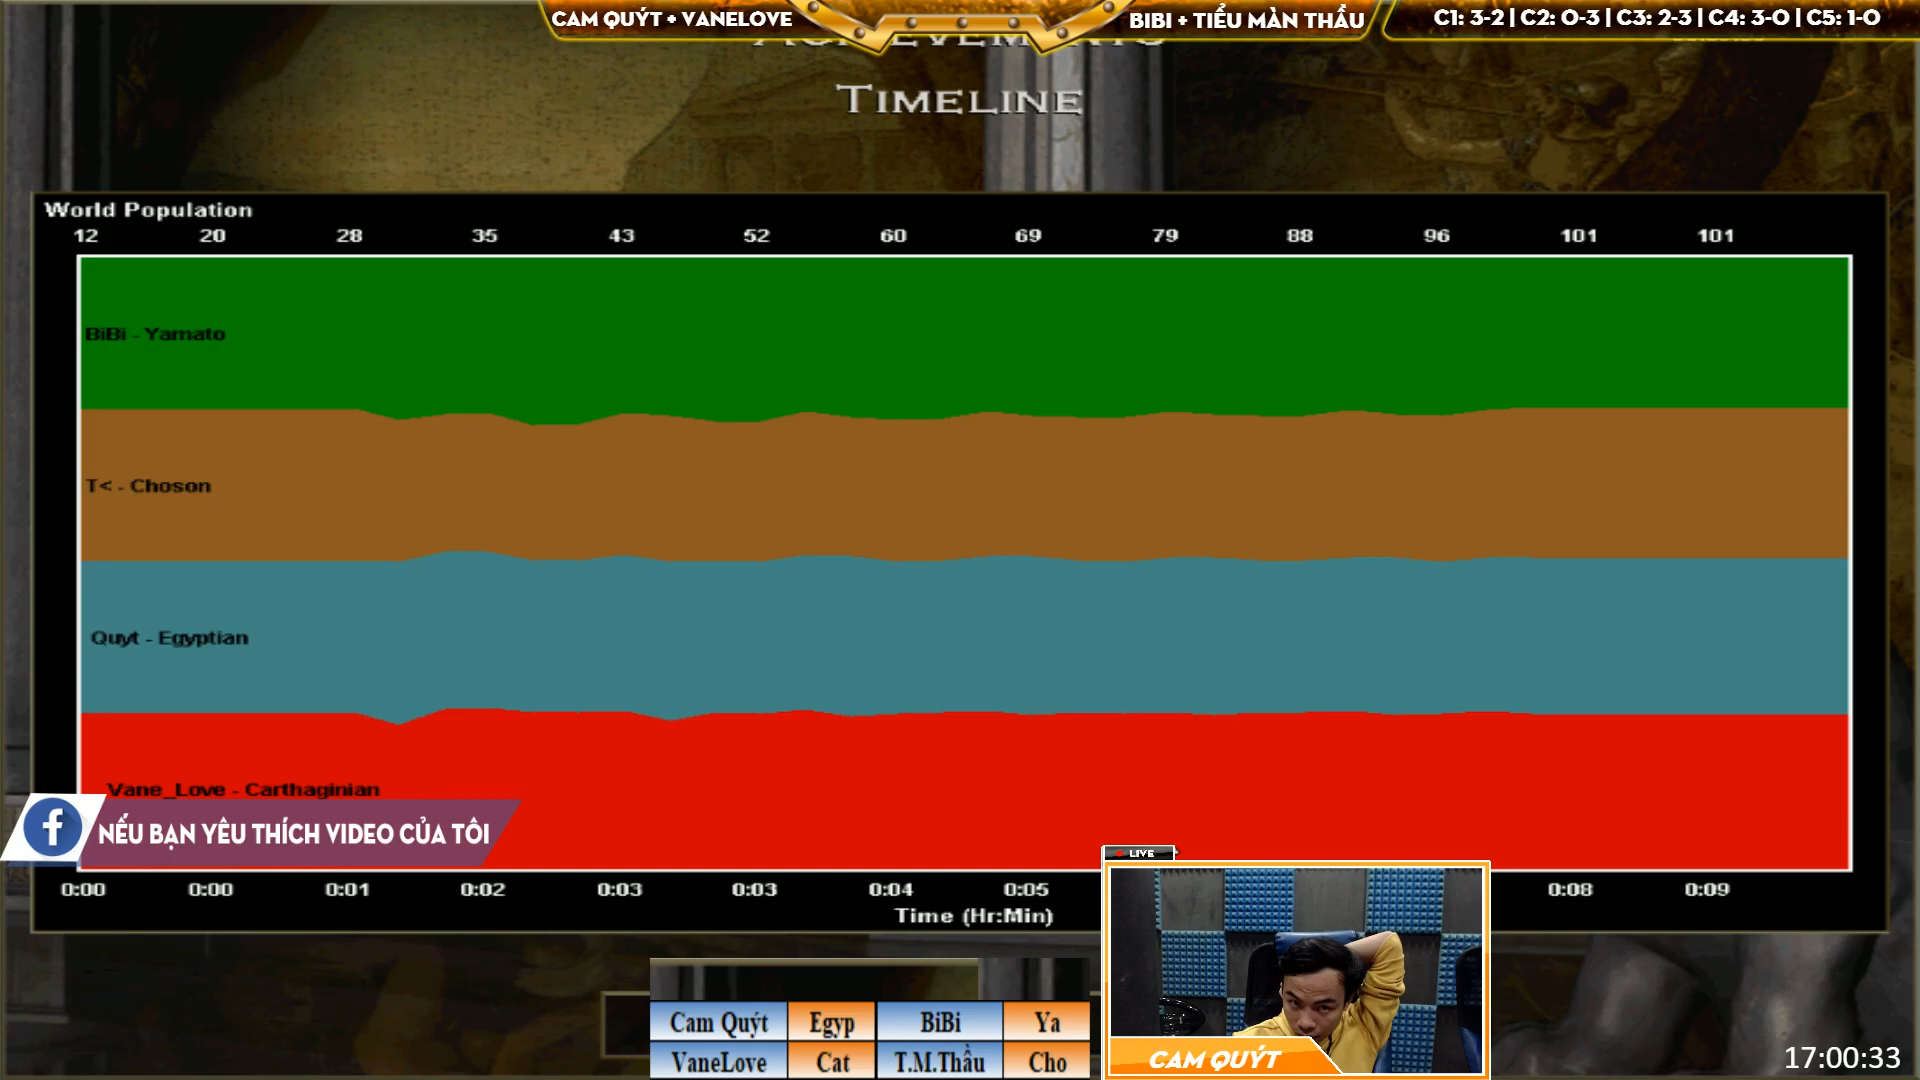 CAM QUÝT + VANELOVE
BIBI + TIỂU MÀN THẦU
C1: 3-2 | C2: 0-3 | C3: 2-3 | C4: 3-0 | C5: 1-0
ACHIEVEMENTS
TIMELINE
World Population
12 20 28 35 43 52 60 69 79 88 96 101 101
BiBi - Yamato
T< - Choson
Quyt - Egyptian
Vane_Love - Carthaginian
NẾU BẠN YÊU THÍCH VIDEO CỦA TÔI
0:00 0:00 0:01 0:02 0:03 0:03 0:04 0:05 0:08 0:09
Time (Hr:Min)
LIVE
Cam Quýt Egyp BiBi Ya
VaneLove Cat T.M.Thầu Cho
CAM QUÝT
17:00:33